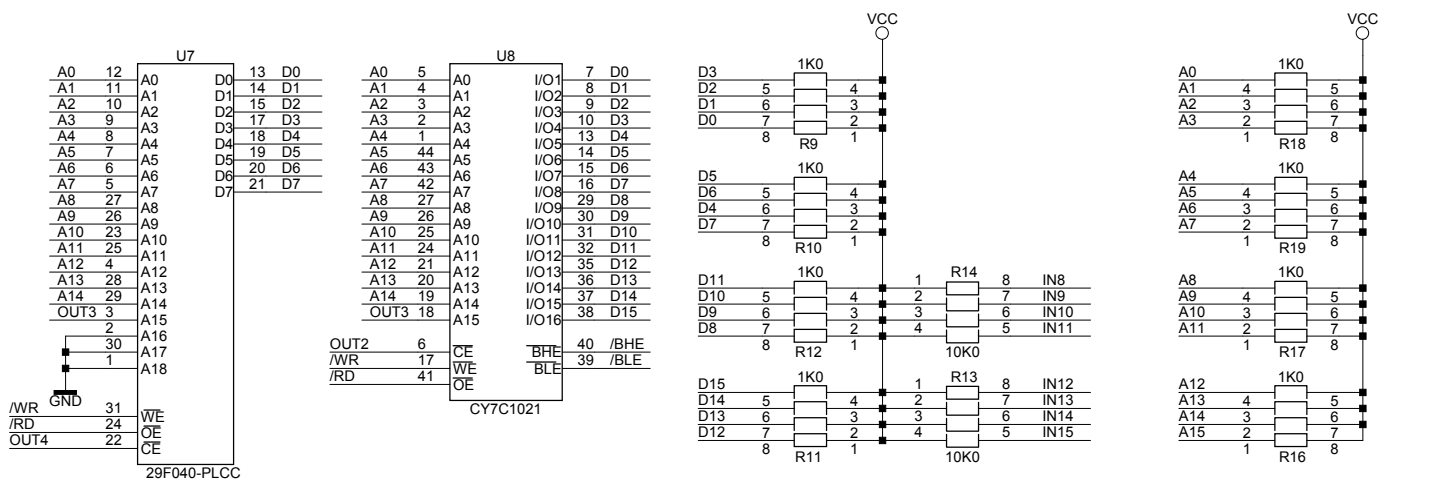 VCC
VCC
U7
U8
A0 12 A0 D0 13 D0
A1 11 A1 D1 14 D1
A2 10 A2 D2 15 D2
A3 9 A3 D3 17 D3
A4 8 A4 D4 18 D4
A5 7 A5 D5 19 D5
A6 6 A6 D6 20 D6
A7 5 A7 D7 21 D7
A8 27 A8
A9 26 A9
A10 23 A10
A11 25 A11
A12 4 A12
A13 28 A13
A14 29 A14
OUT3 3 A15
2 A16
30 A17
1 A18
GND
/WR 31 WE
/RD 24 OE
OUT4 22 CE
29F040-PLCC
A0 5 A0 I/O1 7 D0
A1 4 A1 I/O2 8 D1
A2 3 A2 I/O3 9 D2
A3 2 A3 I/O4 10 D3
A4 1 A4 I/O5 13 D4
A5 44 A5 I/O6 14 D5
A6 43 A6 I/O7 15 D6
A7 42 A7 I/O8 16 D7
A8 27 A8 I/O9 29 D8
A9 26 A9 I/O10 30 D9
A10 25 A10 I/O11 31 D10
A11 24 A11 I/O12 32 D11
A12 21 A12 I/O13 35 D12
A13 20 A13 I/O14 36 D13
A14 19 A14 I/O15 37 D14
OUT3 18 A15 I/O16 38 D15
OUT2 6 CE BHE 40 /BHE
/WR 17 WE BLE 39 /BLE
/RD 41 OE
CY7C1021
1K0
D3
D2 5 4
D1 6 3
D0 7 2
8 R9 1
1K0
D5
D6 5 4
D4 6 3
D7 7 2
8 R10 1
1K0
D11
D10 5 4
D9 6 3
D8 7 2
8 R12 1
R14
1 8 IN8
2 7 IN9
3 6 IN10
4 5 IN11
10K0
1K0
D15
D14 5 4
D13 6 3
D12 7 2
8 R11 1
R13
1 8 IN12
2 7 IN13
3 6 IN14
4 5 IN15
10K0
1K0
A0
A1 4 5
A2 3 6
A3 2 7
1 R18 8
1K0
A4
A5 4 5
A6 3 6
A7 2 7
1 R19 8
1K0
A8
A9 4 5
A10 3 6
A11 2 7
1 R17 8
1K0
A12
A13 4 5
A14 3 6
A15 2 7
1 R16 8